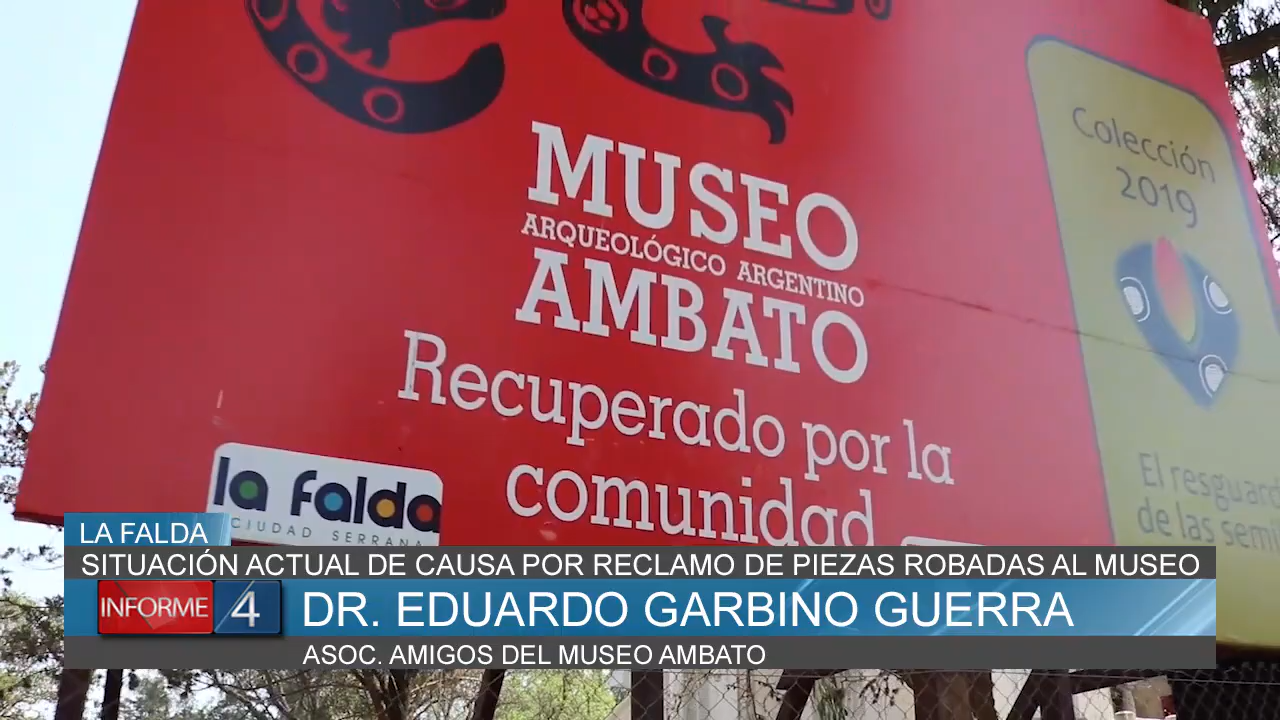 MUSEO
ARQUEOLÓGICO ARGENTINO
AMBATO
Recuperado por la
comunidad
Colección
2019
El
de las
la falda
CIUDAD SERRANA
LA FALDA
SITUACIÓN ACTUAL DE CAUSA POR RECLAMO DE PIEZAS ROBADAS AL MUSEO
INFORME 4
DR. EDUARDO GARBINO GUERRA
ASOC. AMIGOS DEL MUSEO AMBATO